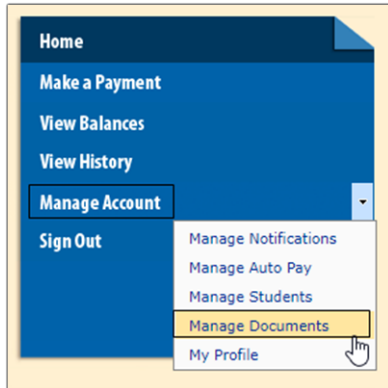 Home
Make a Payment
View Balances
View History
Manage Account
Sign Out
Manage Notifications
Manage Auto Pay
Manage Students
Manage Documents
My Profile